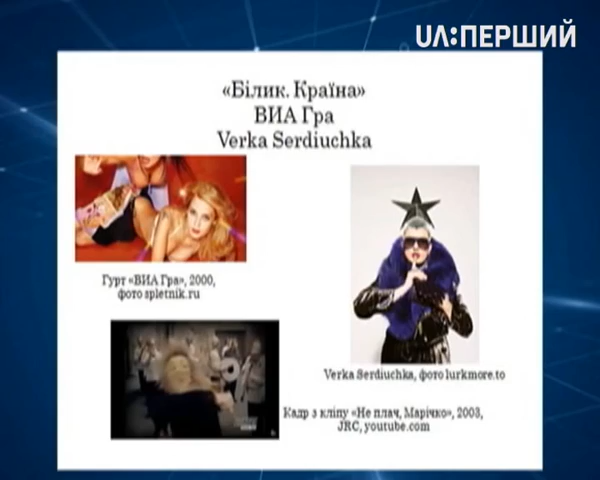 UA:ПЕРШИЙ
«Білик. Країна»
ВИА Гра
Verka Serdiuchka
Гурт «ВИА Гра», 2000,
фото spletnik.ru
Verka Serdiuchka, фото lurkmore.to
Кадр з кліпу «Не плач, Марічко», 2003,
JRC, youtube.com